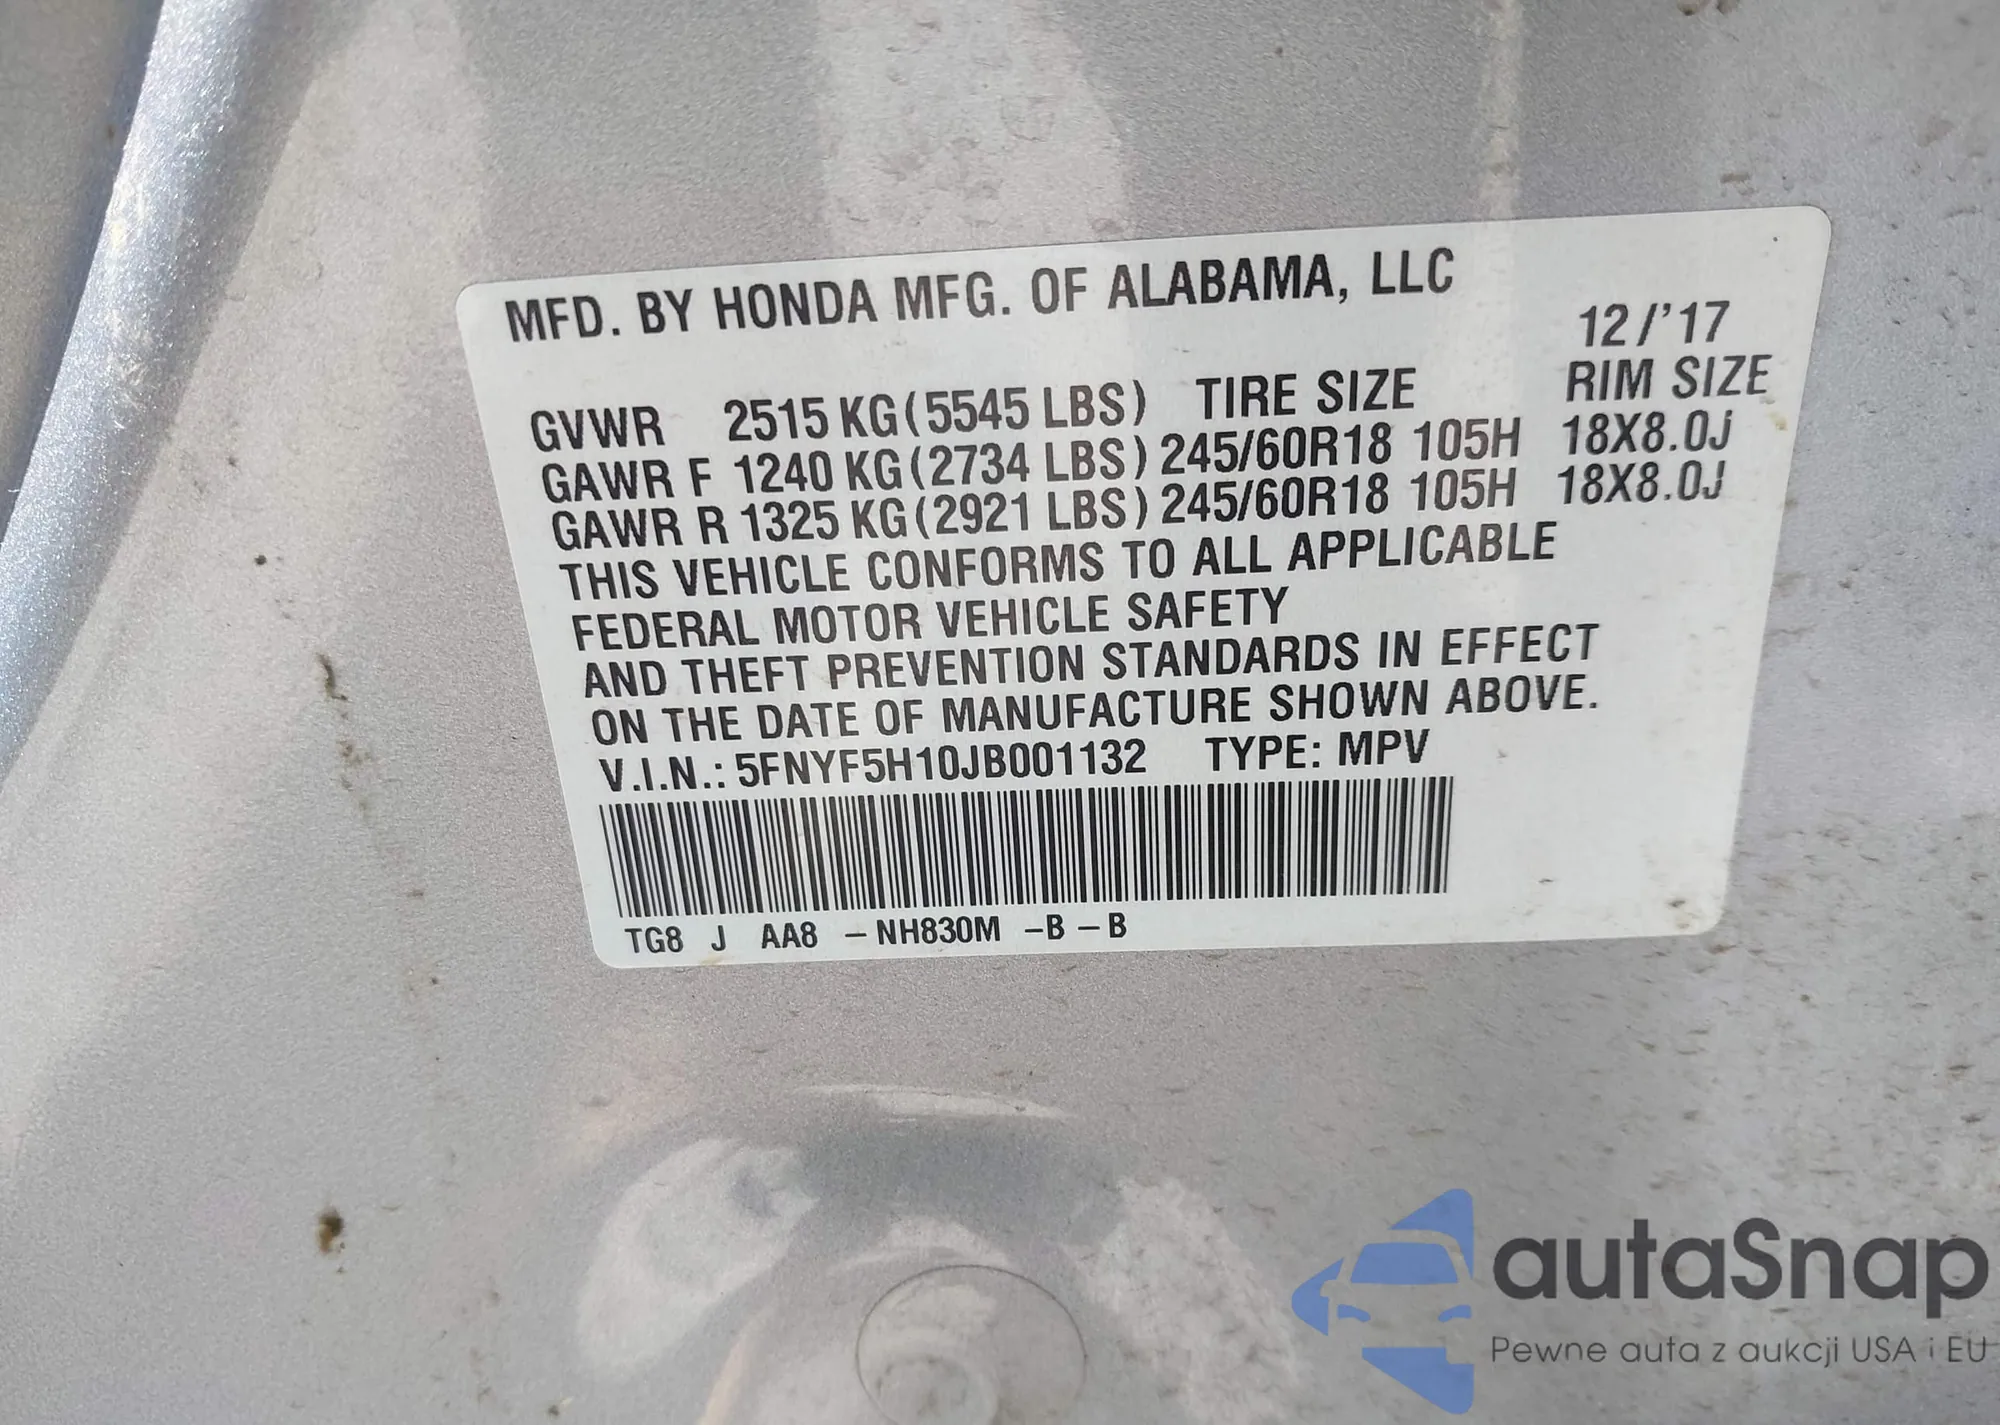 MFD. BY HONDA MFG. OF ALABAMA, LLC
12/'17
GVWR 2515 KG(5545 LBS) TIRE SIZE RIM SIZE
GAWR F 1240 KG(2734 LBS) 245/60R18 105H 18X8.0J
GAWR R 1325 KG(2921 LBS) 245/60R18 105H 18X8.0J
THIS VEHICLE CONFORMS TO ALL APPLICABLE
FEDERAL MOTOR VEHICLE SAFETY
AND THEFT PREVENTION STANDARDS IN EFFECT
ON THE DATE OF MANUFACTURE SHOWN ABOVE.
V.I.N.: 5FNYF5H10JB001132 TYPE: MPV
TG8 J AA8 -NH830M -B-B
autaSnap
Pewne auta z aukcji USA i EU